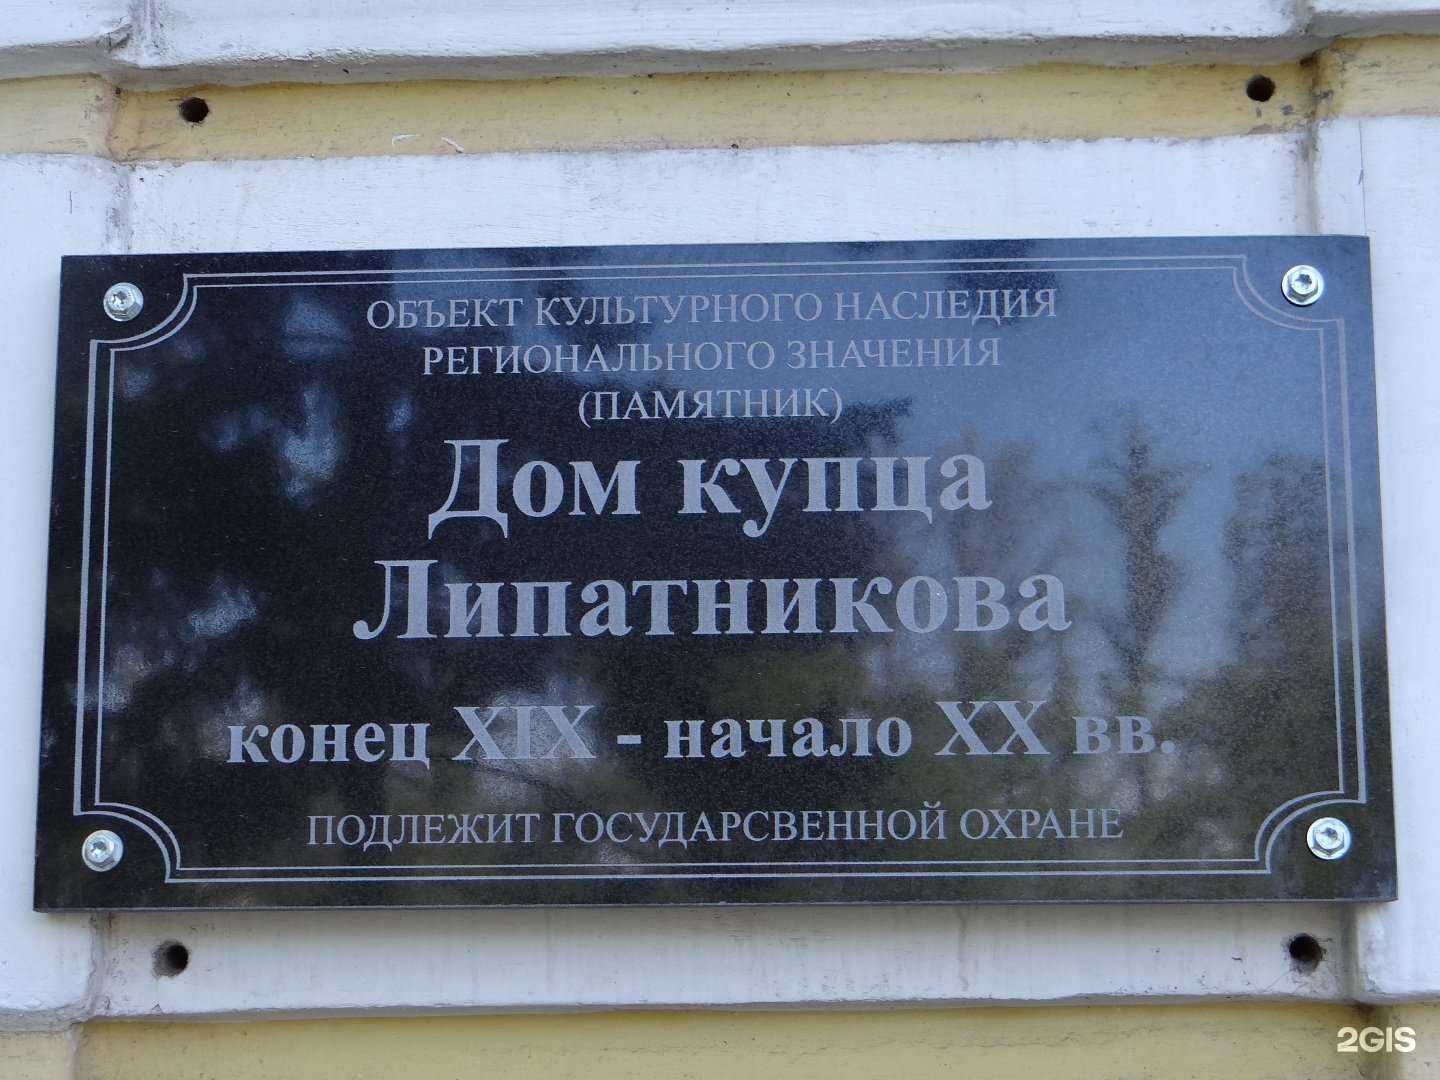 ОБЪЕКТ КУЛЬТУРНОГО НАСЛЕДИЯ
РЕГИОНАЛЬНОГО ЗНАЧЕНИЯ
(ПАМЯТНИК)
Дом купца
Липатникова
конец XIX - начало XX вв.
ПОДЛЕЖИТ ГОСУДАРСВЕННОЙ ОХРАНЕ
2GIS